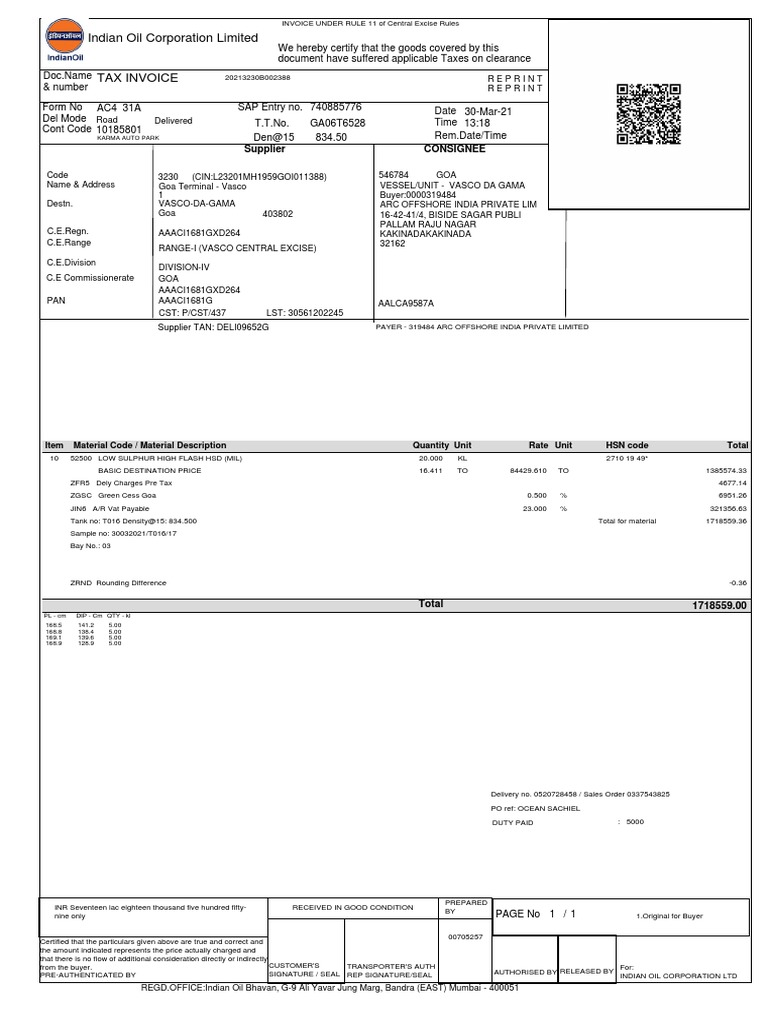 INVOICE UNDER RULE 11 of Central Excise Rules
इंडियनऑयल
IndianOil
Indian Oil Corporation Limited
We hereby certify that the goods covered by this
document have suffered applicable Taxes on clearance
Doc.Name & number TAX INVOICE 20213230B002388 REPRINT
REPRINT
Form No AC4 31A SAP Entry no. 740885776 Date 30-Mar-21
Del Mode Road Delivered T.T.No. GA06T6528 Time 13:18
Cont Code 10185801 Den@15 834.50 Rem.Date/Time
KARMA AUTO PARK
Supplier CONSIGNEE
Code 3230 (CIN:L23201MH1959GOI011388) 546784 GOA
Name & Address Goa Terminal - Vasco VESSEL/UNIT - VASCO DA GAMA
1 Buyer:0000319484
Destn. VASCO-DA-GAMA ARC OFFSHORE INDIA PRIVATE LIM
Goa 403802 16-42-41/4, BISIDE SAGAR PUBLI
PALLAM RAJU NAGAR
C.E.Regn. AAACI1681GXD264 KAKINADAKAKINADA
C.E.Range RANGE-I (VASCO CENTRAL EXCISE) 32162
C.E.Division DIVISION-IV
C.E Commissionerate GOA
AAACI1681GXD264
PAN AAACI1681G AALCA9587A
CST: P/CST/437 LST: 30561202245
Supplier TAN: DELI09652G PAYER - 319484 ARC OFFSHORE INDIA PRIVATE LIMITED
Item Material Code / Material Description Quantity Unit Rate Unit HSN code Total
10 52500 LOW SULPHUR HIGH FLASH HSD (MIL) 20.000 KL 2710 19 49*
BASIC DESTINATION PRICE 16.411 TO 84429.610 TO 1385574.33
ZFR5 Dely Charges Pre Tax 4677.14
ZGSC Green Cess Goa 0.500 % 6951.26
JIN6 A/R Vat Payable 23.000 % 321356.63
Tank no: T016 Density@15: 834.500 Total for material 1718559.36
Sample no: 30032021/T016/17
Bay No.: 03
ZRND Rounding Difference -0.36
Total 1718559.00
PL - cm DIP - Cm QTY - kl
168.5 141.2 5.00
168.8 138.4 5.00
169.1 139.6 5.00
168.9 128.9 5.00
Delivery no. 0520728458 / Sales Order 0337543825
PO ref: OCEAN SACHIEL
DUTY PAID : 5000
INR Seventeen lac eighteen thousand five hundred fifty-
nine only
RECEIVED IN GOOD CONDITION
PREPARED
BY
00705257
PAGE No 1 / 1 1.Original for Buyer
Certified that the particulars given above are true and correct and
the amount indicated represents the price actually charged and
that there is no flow of additional consideration directly or indirectly
from the buyer.
PRE-AUTHENTICATED BY
CUSTOMER'S
SIGNATURE / SEAL
TRANSPORTER'S AUTH
REP SIGNATURE/SEAL
AUTHORISED BY RELEASED BY
For:
INDIAN OIL CORPORATION LTD
REGD.OFFICE:Indian Oil Bhavan, G-9 Ali Yavar Jung Marg, Bandra (EAST) Mumbai - 400051